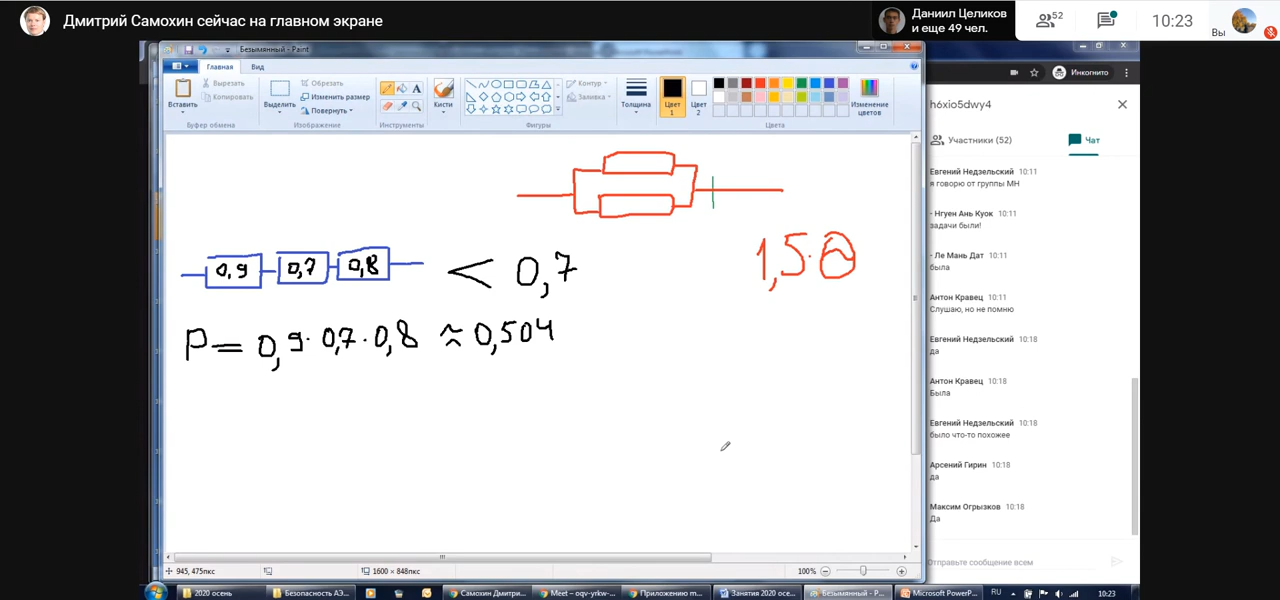 Дмитрий Самохин сейчас на главном экране
Даниил Целиков
и еще 49 чел.
52
10:23
Вы
Безымянный - Paint
Главная
Вид
Вставить
Вырезать
Копировать
Буфер обмена
Выделить
Обрезать
Изменить размер
Повернуть
Изображение
Инструменты
Кисти
Фигуры
Контур
Заливка
Толщина
Цвет 1
Цвет 2
Изменение цветов
Цвета
0,9
0,7
0,8
< 0,7
1,5·
P = 0,9·0,7·0,8 ≈ 0,504
945, 475пкс
1600 × 848пкс
100%
Инкогнито
h6xio5dwy4
Участники (52)
Чат
Евгений Недзельский 10:11
я говорю от группы МН
- Нгуен Ань Куок 10:11
задачи были!
- Ле Мань Дат 10:11
была
Антон Кравец 10:11
Слушаю, но не помню
Евгений Недзельский 10:18
да
Антон Кравец 10:18
Была
Евгений Недзельский 10:18
было что-то похожее
Арсений Гирин 10:18
да
Максим Огрызков 10:18
Да
Отправьте сообщение всем
2020 осень
Безопасность АЭ...
Самохин Дмитри...
Meet – oqv-yrkw-...
Приложению m...
Занятия 2020 осе...
Безымянный - P...
Microsoft PowerP...
RU
10:23